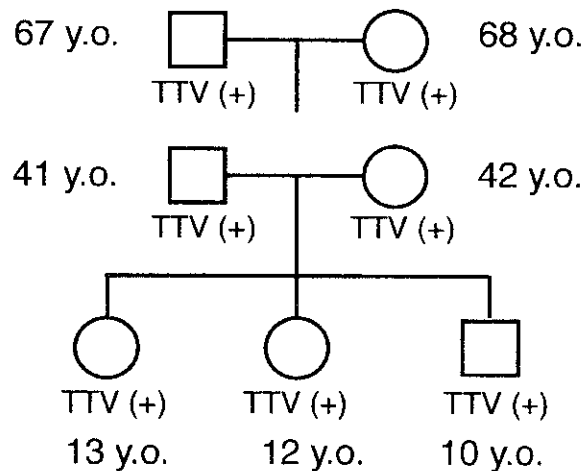 67 y.o. 68 y.o.
TTV (+) TTV (+)
41 y.o. 42 y.o.
TTV (+) TTV (+)
TTV (+) TTV (+) TTV (+)
13 y.o. 12 y.o. 10 y.o.